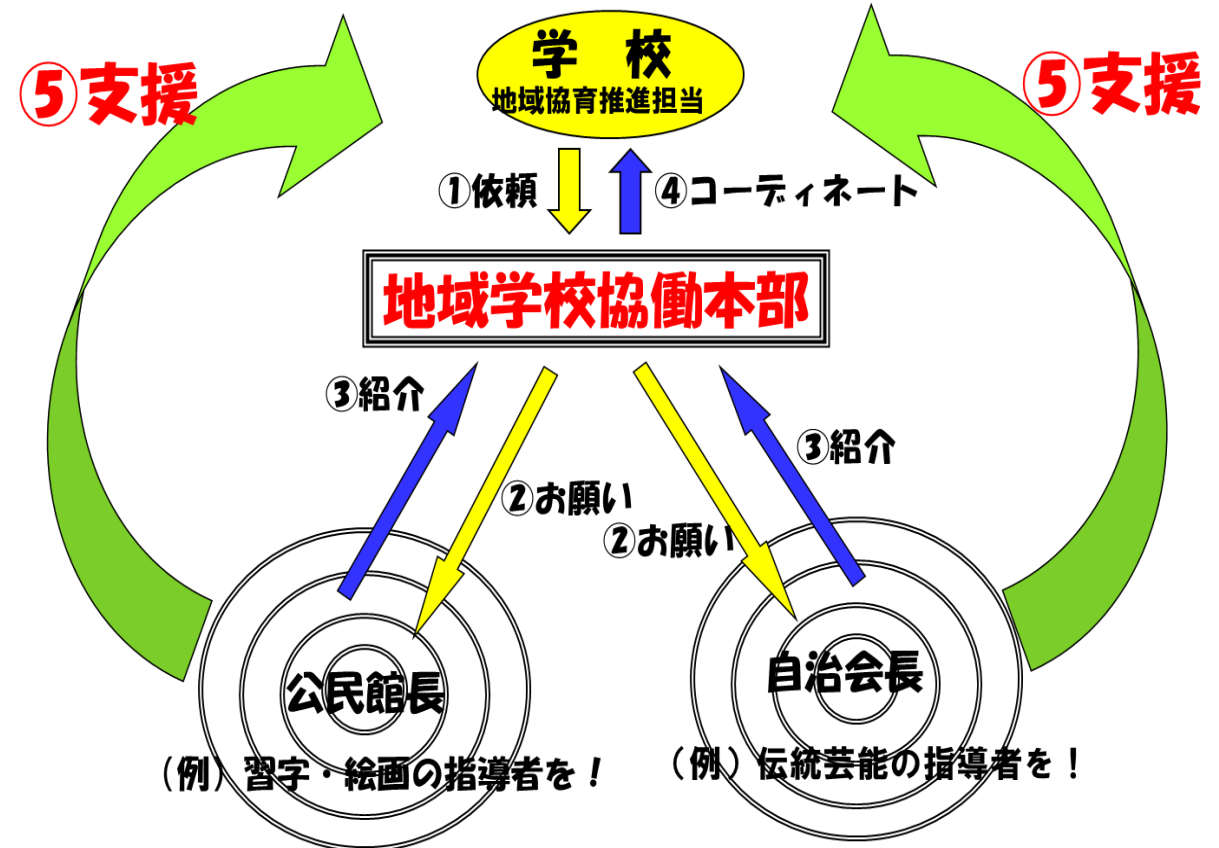 学　校
地域協育推進担当
⑤支援
⑤支援
①依頼
④コーディネート
地域学校協働本部
③紹介
③紹介
②お願い
②お願い
公民館長
自治会長
（例）習字・絵画の指導者を！
（例）伝統芸能の指導者を！